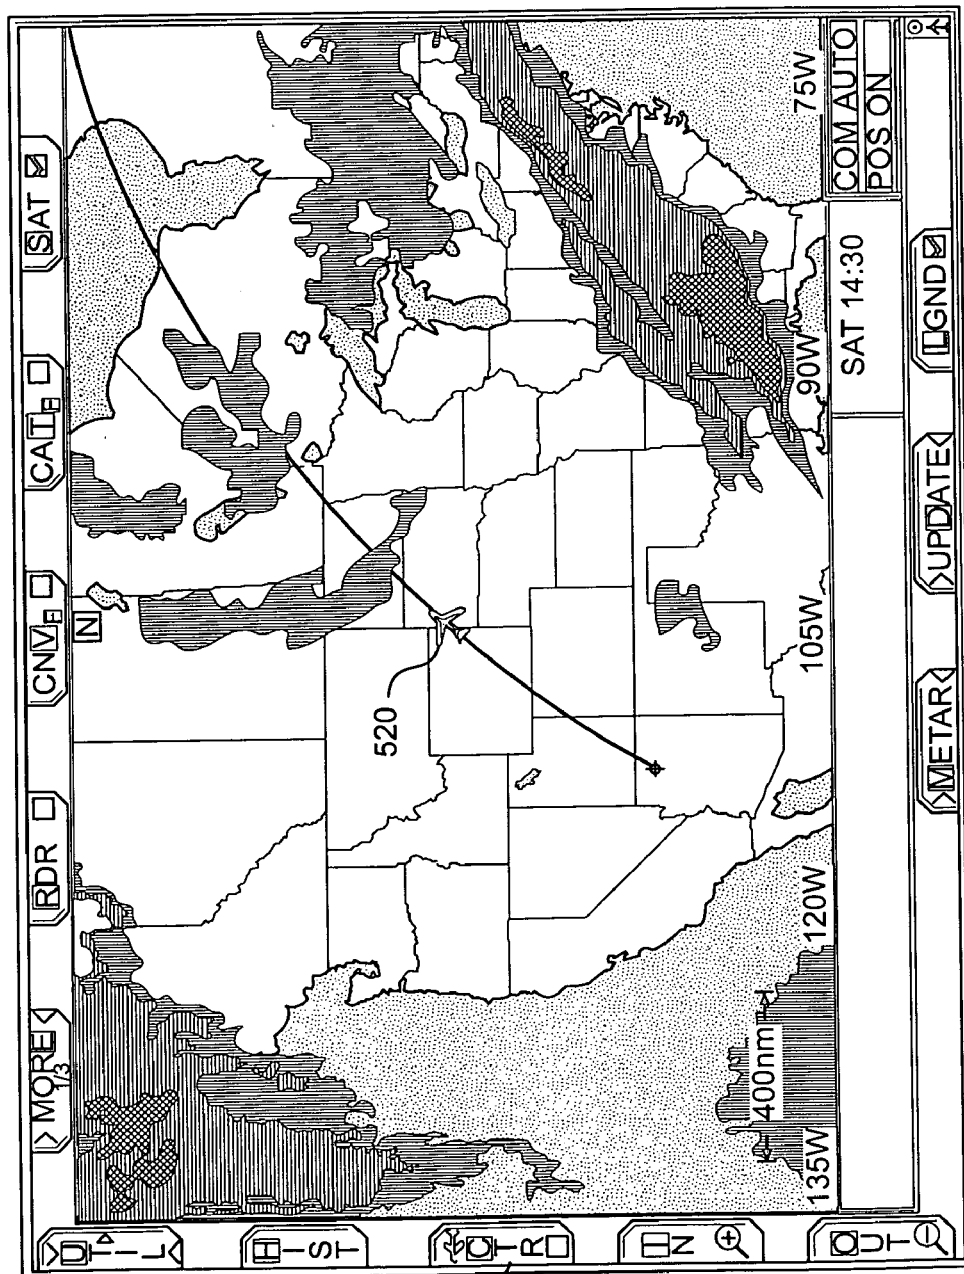 >MORE<
1/3
RDR
CNV
CAT
SAT
>UTIL<
HIST
CTR
IN
OUT
N
520
400nm
135W
120W
105W
90W
75W
SAT 14:30
COM AUTO
POS ON
>METAR<
>UPDATE<
LGND